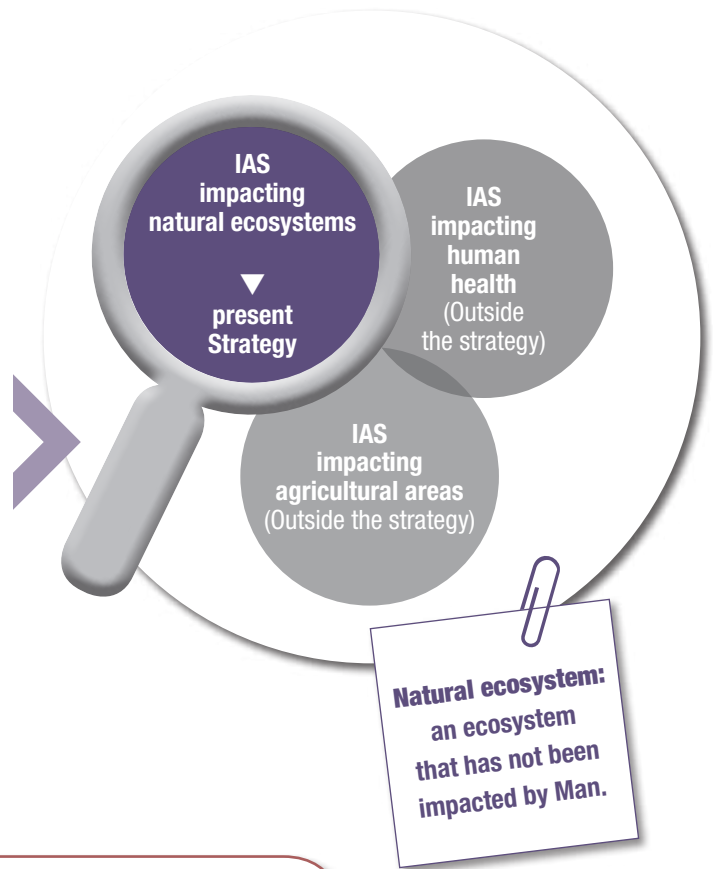 IAS
impacting
natural ecosystems
▼
present
Strategy
IAS
impacting
human
health
(Outside
the strategy)
IAS
impacting
agricultural areas
(Outside the strategy)
Natural ecosystem:
an ecosystem
that has not been
impacted by Man.